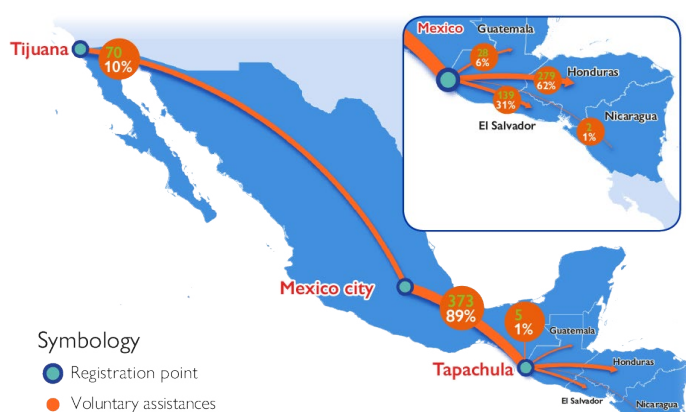 Mexico
Guatemala
28
6%
279
62%
Honduras
139
31%
El Salvador
Nicaragua
2
1%
Tijuana
70
10%
Mexico city
373
89%
5
1%
Guatemala
Tapachula
Honduras
El Salvador
Nicaragua
Symbology
Registration point
Voluntary assistances